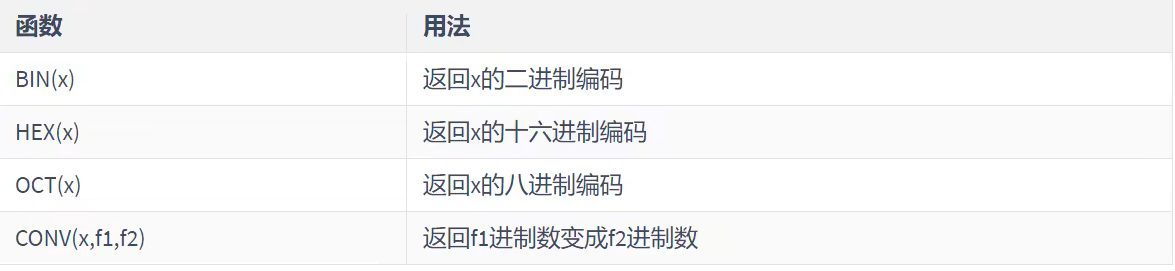 函数 用法
BIN(x) 返回x的二进制编码
HEX(x) 返回x的十六进制编码
OCT(x) 返回x的八进制编码
CONV(x,f1,f2) 返回f1进制数变成f2进制数